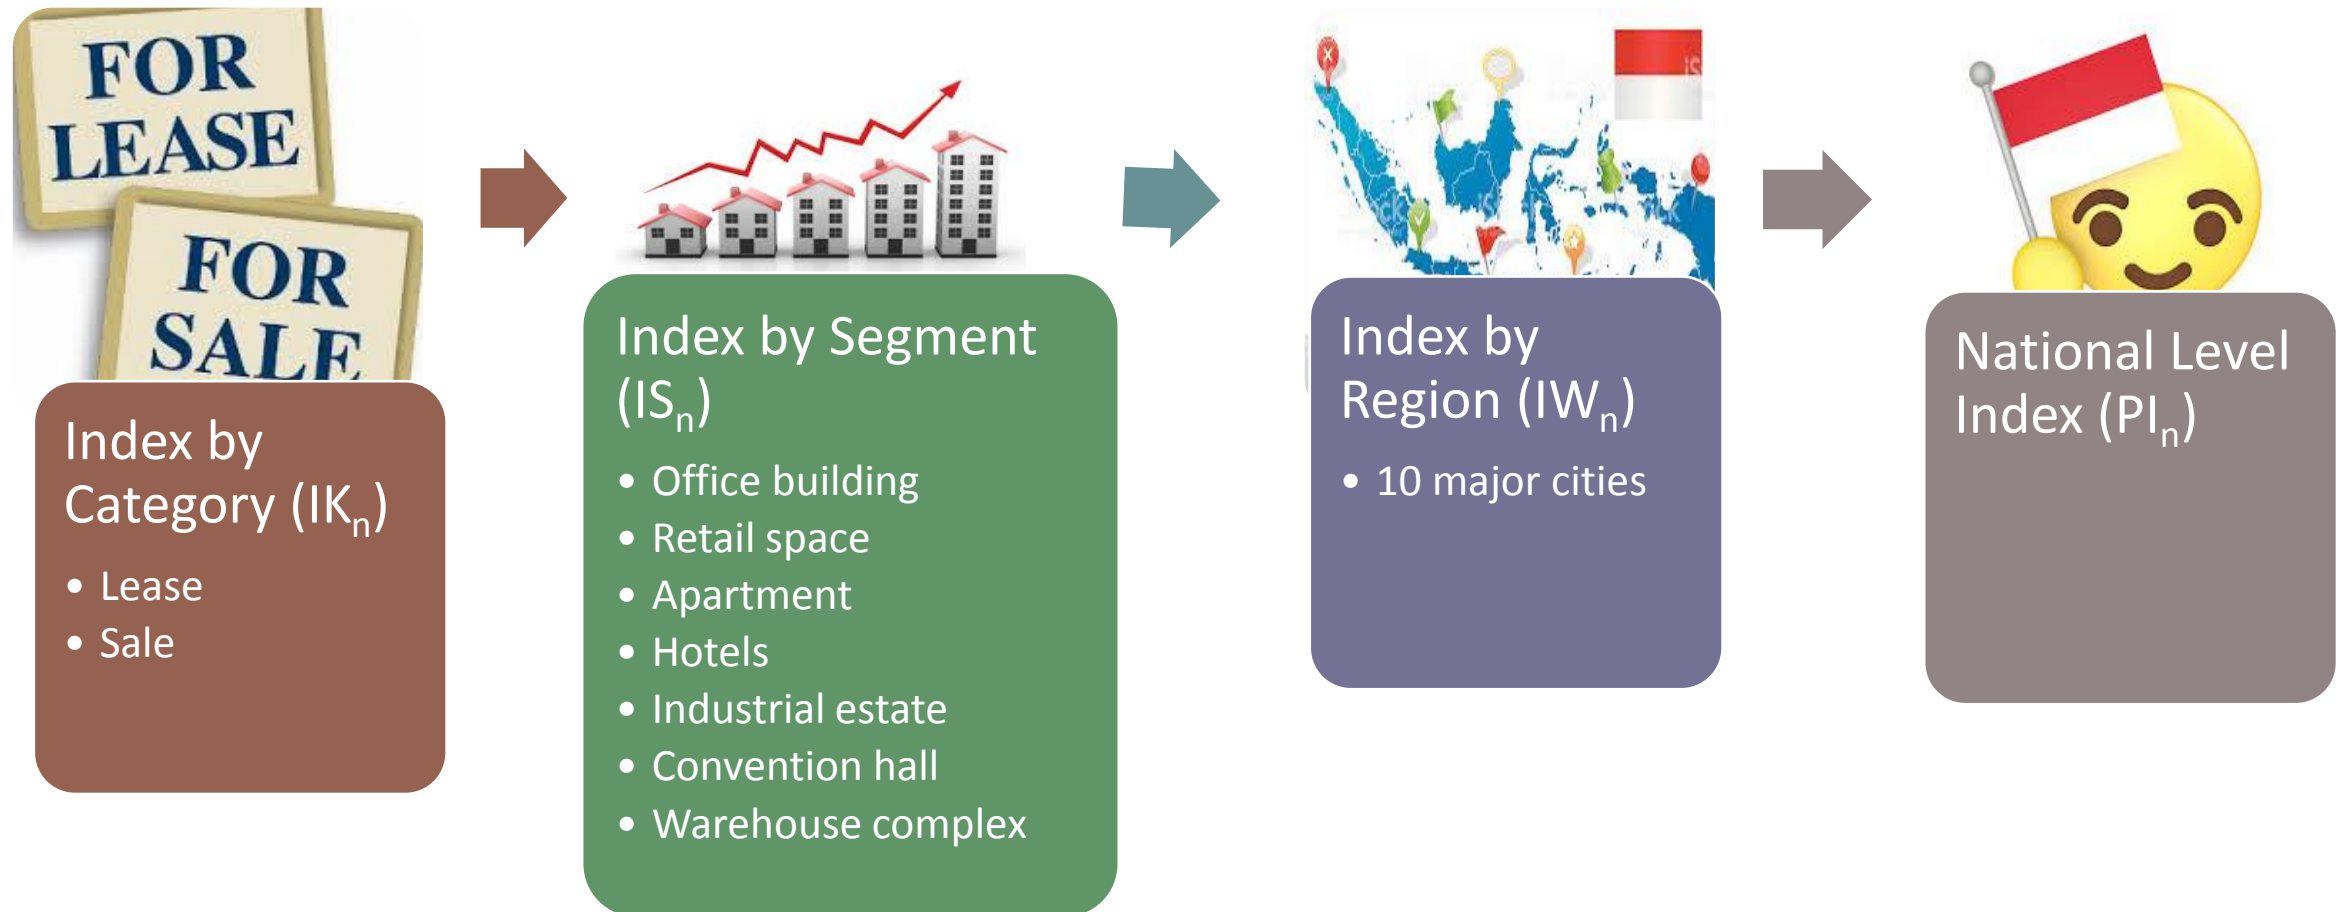 FOR
LEASE
FOR
SALE
Index by
Category (IKn)
• Lease
• Sale
Index by Segment
(ISn)
• Office building
• Retail space
• Apartment
• Hotels
• Industrial estate
• Convention hall
• Warehouse complex
iS
Index by
Region (IWn)
• 10 major cities
National Level
Index (PIn)